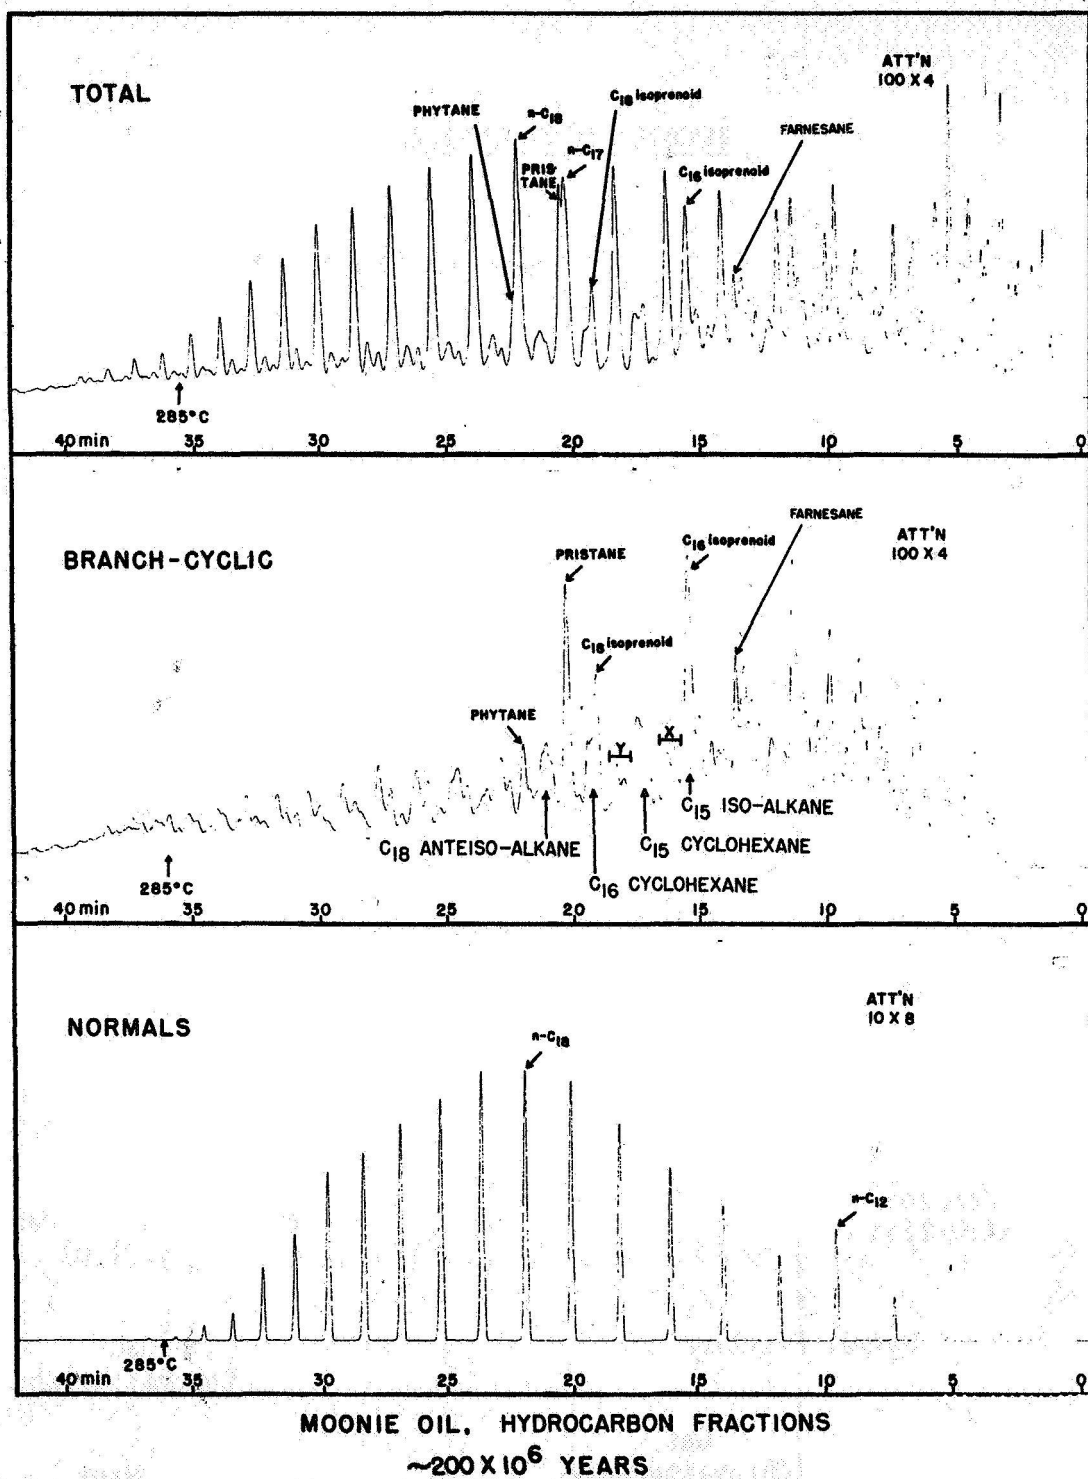 TOTAL
ATT'N
100 X 4
PHYTANE
n-C18
C18 isoprenoid
n-C17
PRIS-
TANE
FARNESANE
C16 isoprenoid
285°C
40 min 35 30 25 20 15 10 5 0
BRANCH-CYCLIC
FARNESANE
ATT'N
100 X 4
C16 isoprenoid
PRISTANE
C18 isoprenoid
PHYTANE
X
Y
C15 ISO-ALKANE
C18 ANTEISO-ALKANE
C15 CYCLOHEXANE
C16 CYCLOHEXANE
285°C
40 min 35 30 25 20 15 10 5 0
NORMALS
ATT'N
10 X 8
n-C18
n-C12
285°C
40 min 35 30 25 20 15 10 5 0
MOONIE OIL, HYDROCARBON FRACTIONS
~200 X 10⁶ YEARS